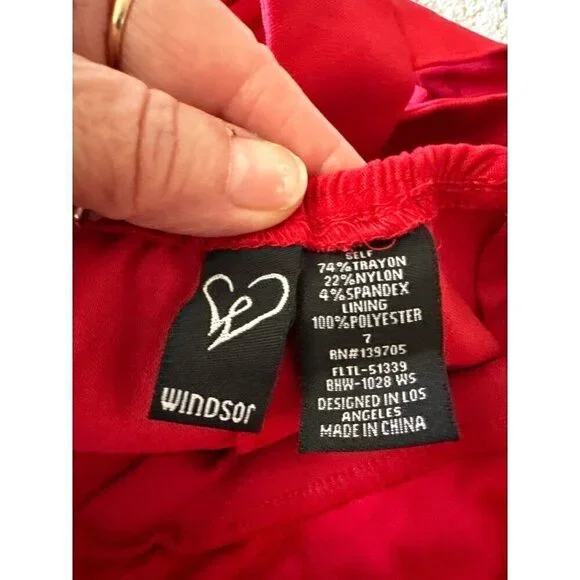 WINDSOR
SELF
74%TRAYON
22%NYLON
4%SPANDEX
LINING
100%POLYESTER
7
RN#139705
FLTL-51339
BHW-1028 WS
DESIGNED IN LOS
ANGELES
MADE IN CHINA